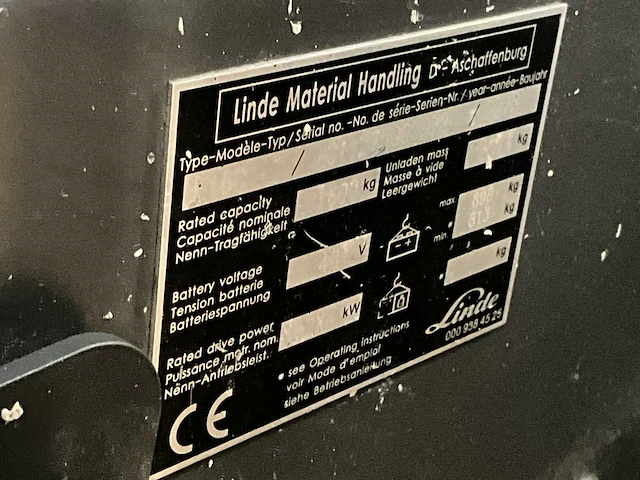 Linde Material Handling D - Aschaffenburg
Type-Modèle-Typ/Serial no.-No. de série-Serien-Nr./year-année-Baujahr
/ /
Rated capacity
Capacité nominale
Nenn-Tragfähigkeit
kg
Unladen mass
Masse à vide
Leergewicht
kg
Battery voltage
Tension batterie
Batteriespannung
V
- +
max.
kg
min.
kg
Rated drive power
Puissance motr. nom.
Nenn-Antriebsleist.
kW
kg
• see Operating Instructions
voir Mode d'emploi
siehe Betriebsanleitung
Linde
000 938 45 25
CE